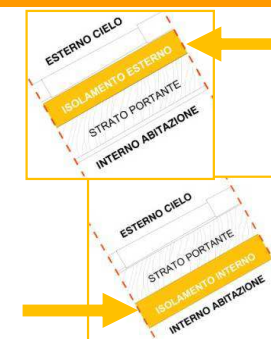 ESTERNO CIELO
ISOLAMENTO ESTERNO
STRATO PORTANTE
INTERNO ABITAZIONE
ESTERNO CIELO
STRATO PORTANTE
ISOLAMENTO INTERNO
INTERNO ABITAZIONE